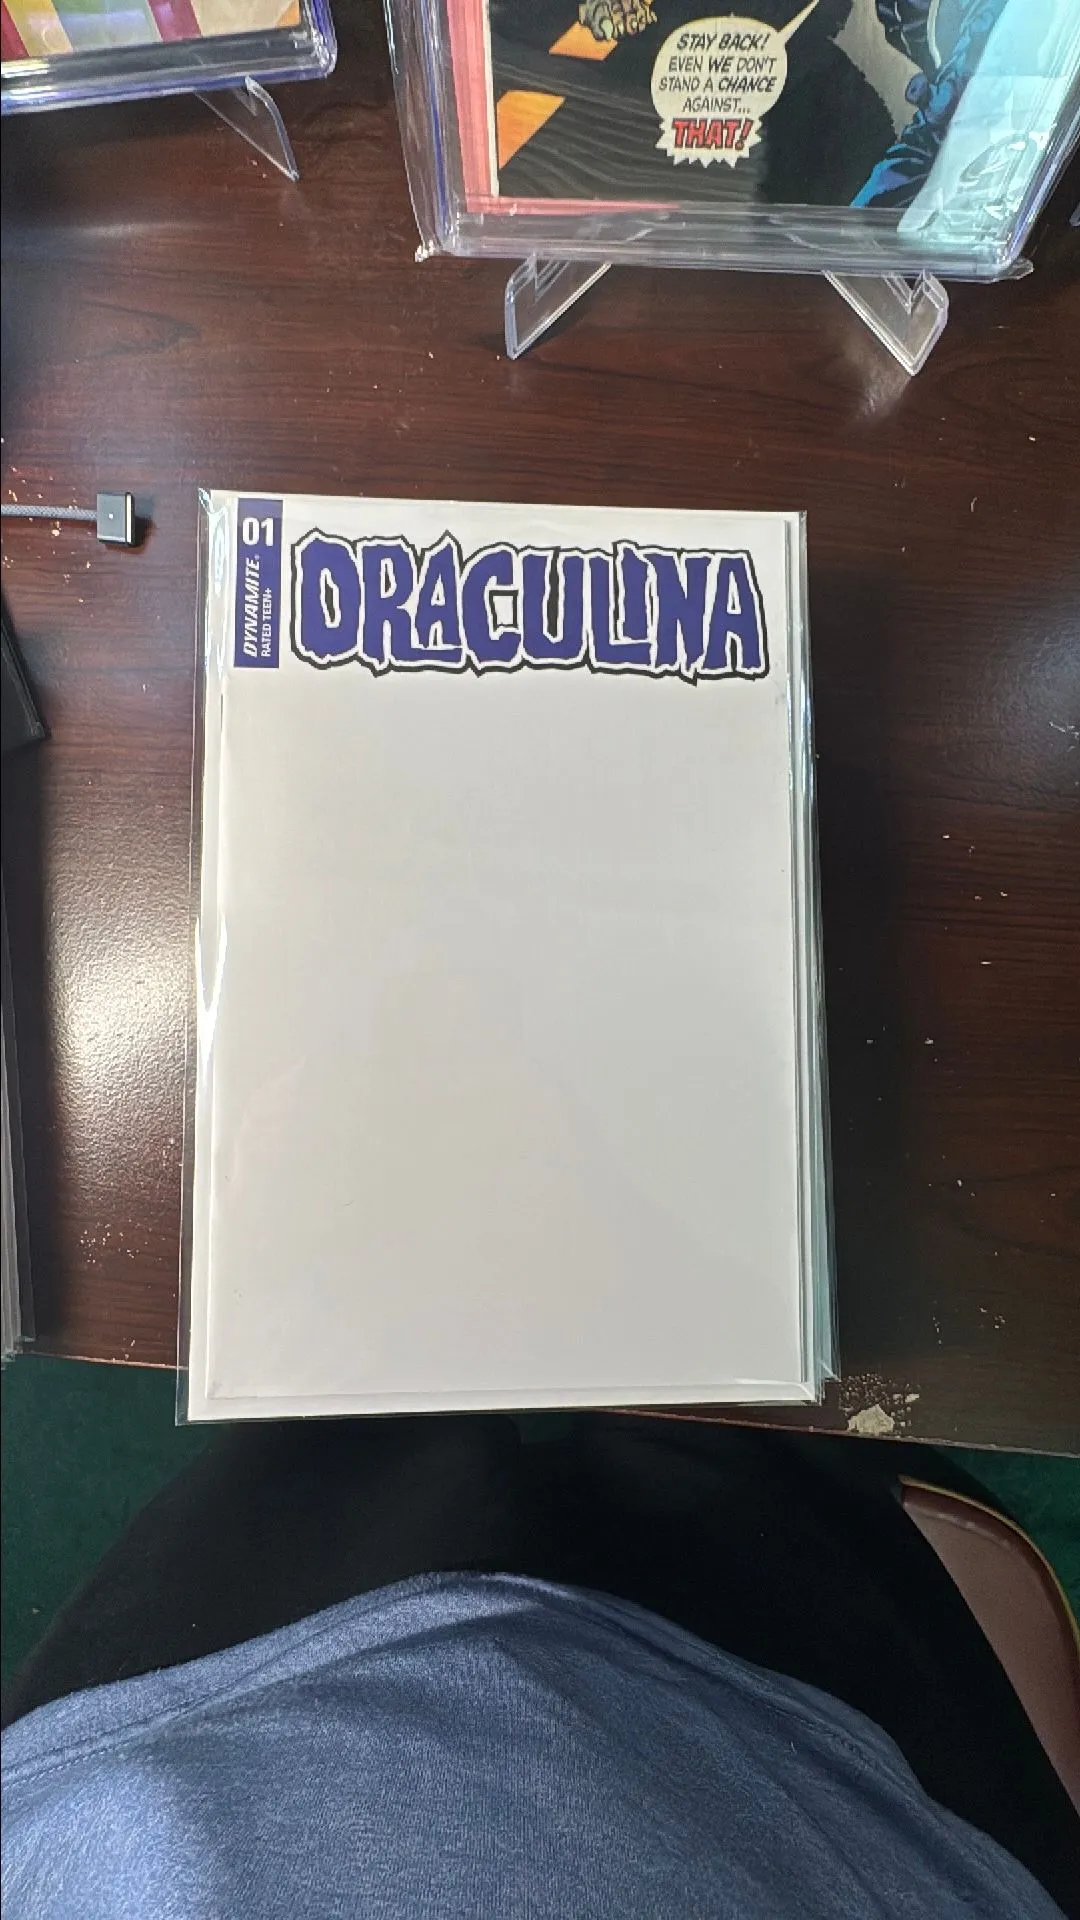 STAY BACK!
EVEN WE DON'T
STAND A CHANCE
AGAINST...
THAT!
01
DYNAMITE®
RATED TEEN+
DRACULINA